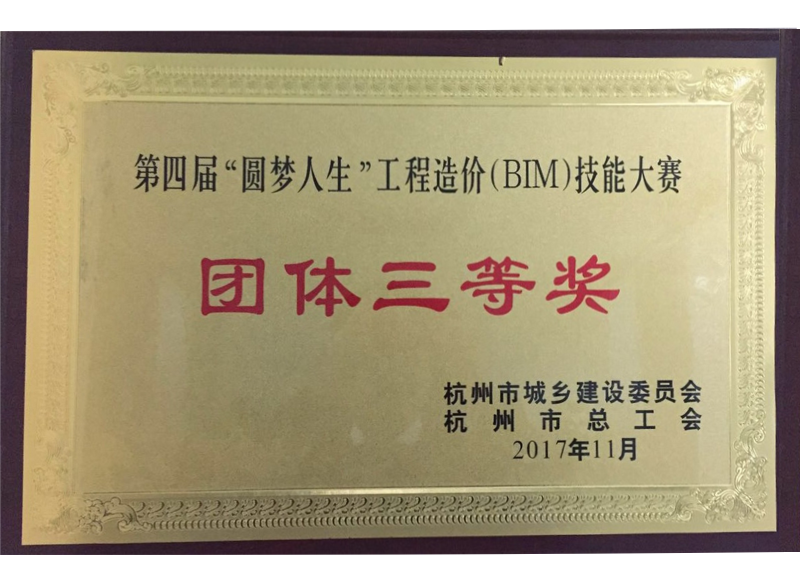 第四届“圆梦人生”工程造价(BIM)技能大赛
团体三等奖
杭州市城乡建设委员会
杭州市总工会
2017年11月